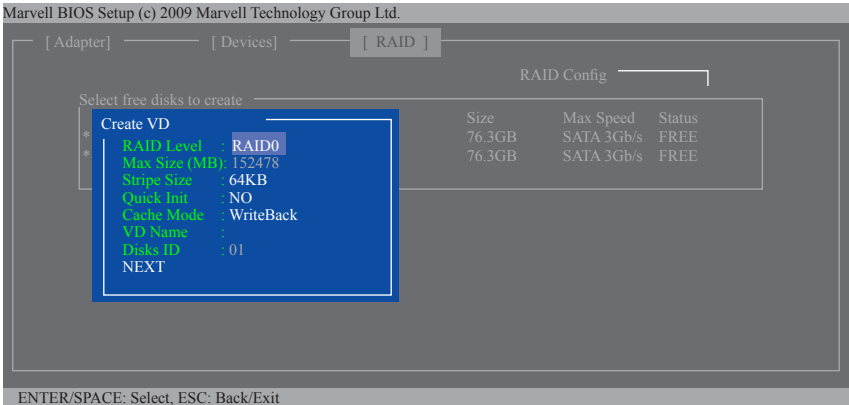 Marvell BIOS Setup (c) 2009 Marvell Technology Group Ltd.
[ Adapter] [ Devices] [ RAID ]
RAID Config
Select free disks to create
Size Max Speed Status
* 76.3GB SATA 3Gb/s FREE
* 76.3GB SATA 3Gb/s FREE
Create VD
RAID Level : RAID0
Max Size (MB): 152478
Stripe Size : 64KB
Quick Init : NO
Cache Mode : WriteBack
VD Name :
Disks ID : 01
NEXT
ENTER/SPACE: Select, ESC: Back/Exit